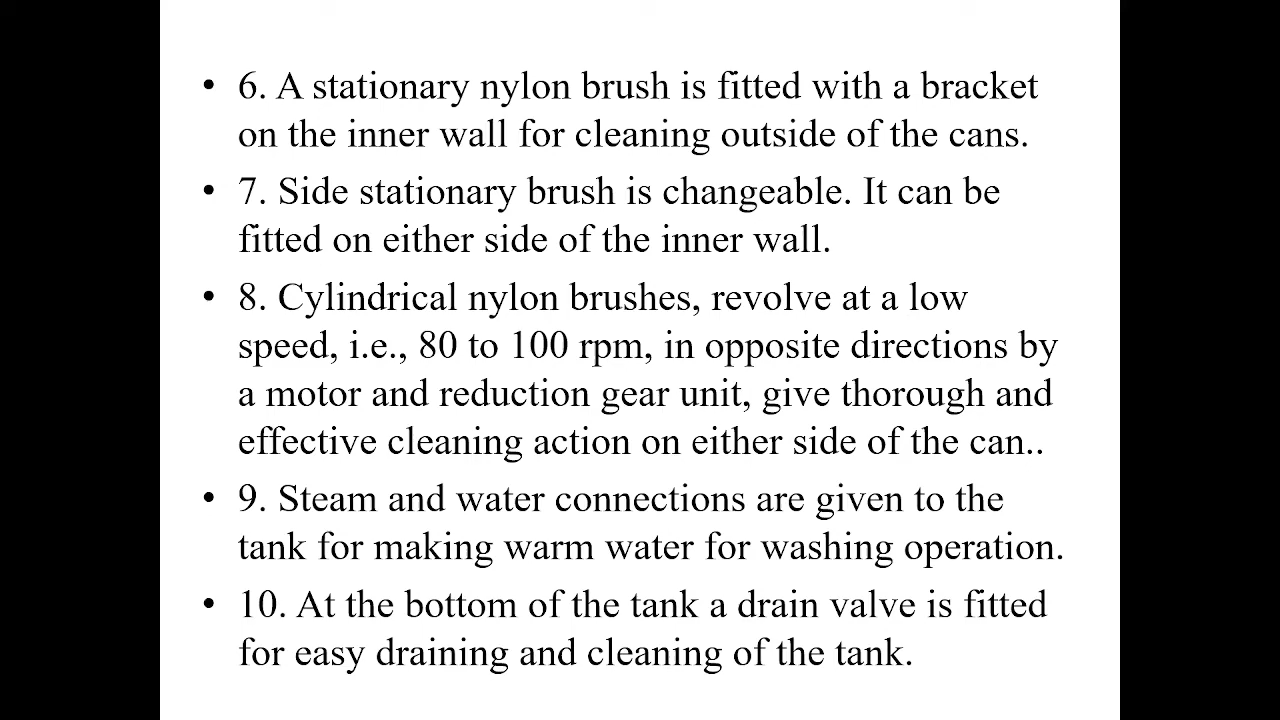 • 6. A stationary nylon brush is fitted with a bracket
on the inner wall for cleaning outside of the cans.
• 7. Side stationary brush is changeable. It can be
fitted on either side of the inner wall.
• 8. Cylindrical nylon brushes, revolve at a low
speed, i.e., 80 to 100 rpm, in opposite directions by
a motor and reduction gear unit, give thorough and
effective cleaning action on either side of the can..
• 9. Steam and water connections are given to the
tank for making warm water for washing operation.
• 10. At the bottom of the tank a drain valve is fitted
for easy draining and cleaning of the tank.